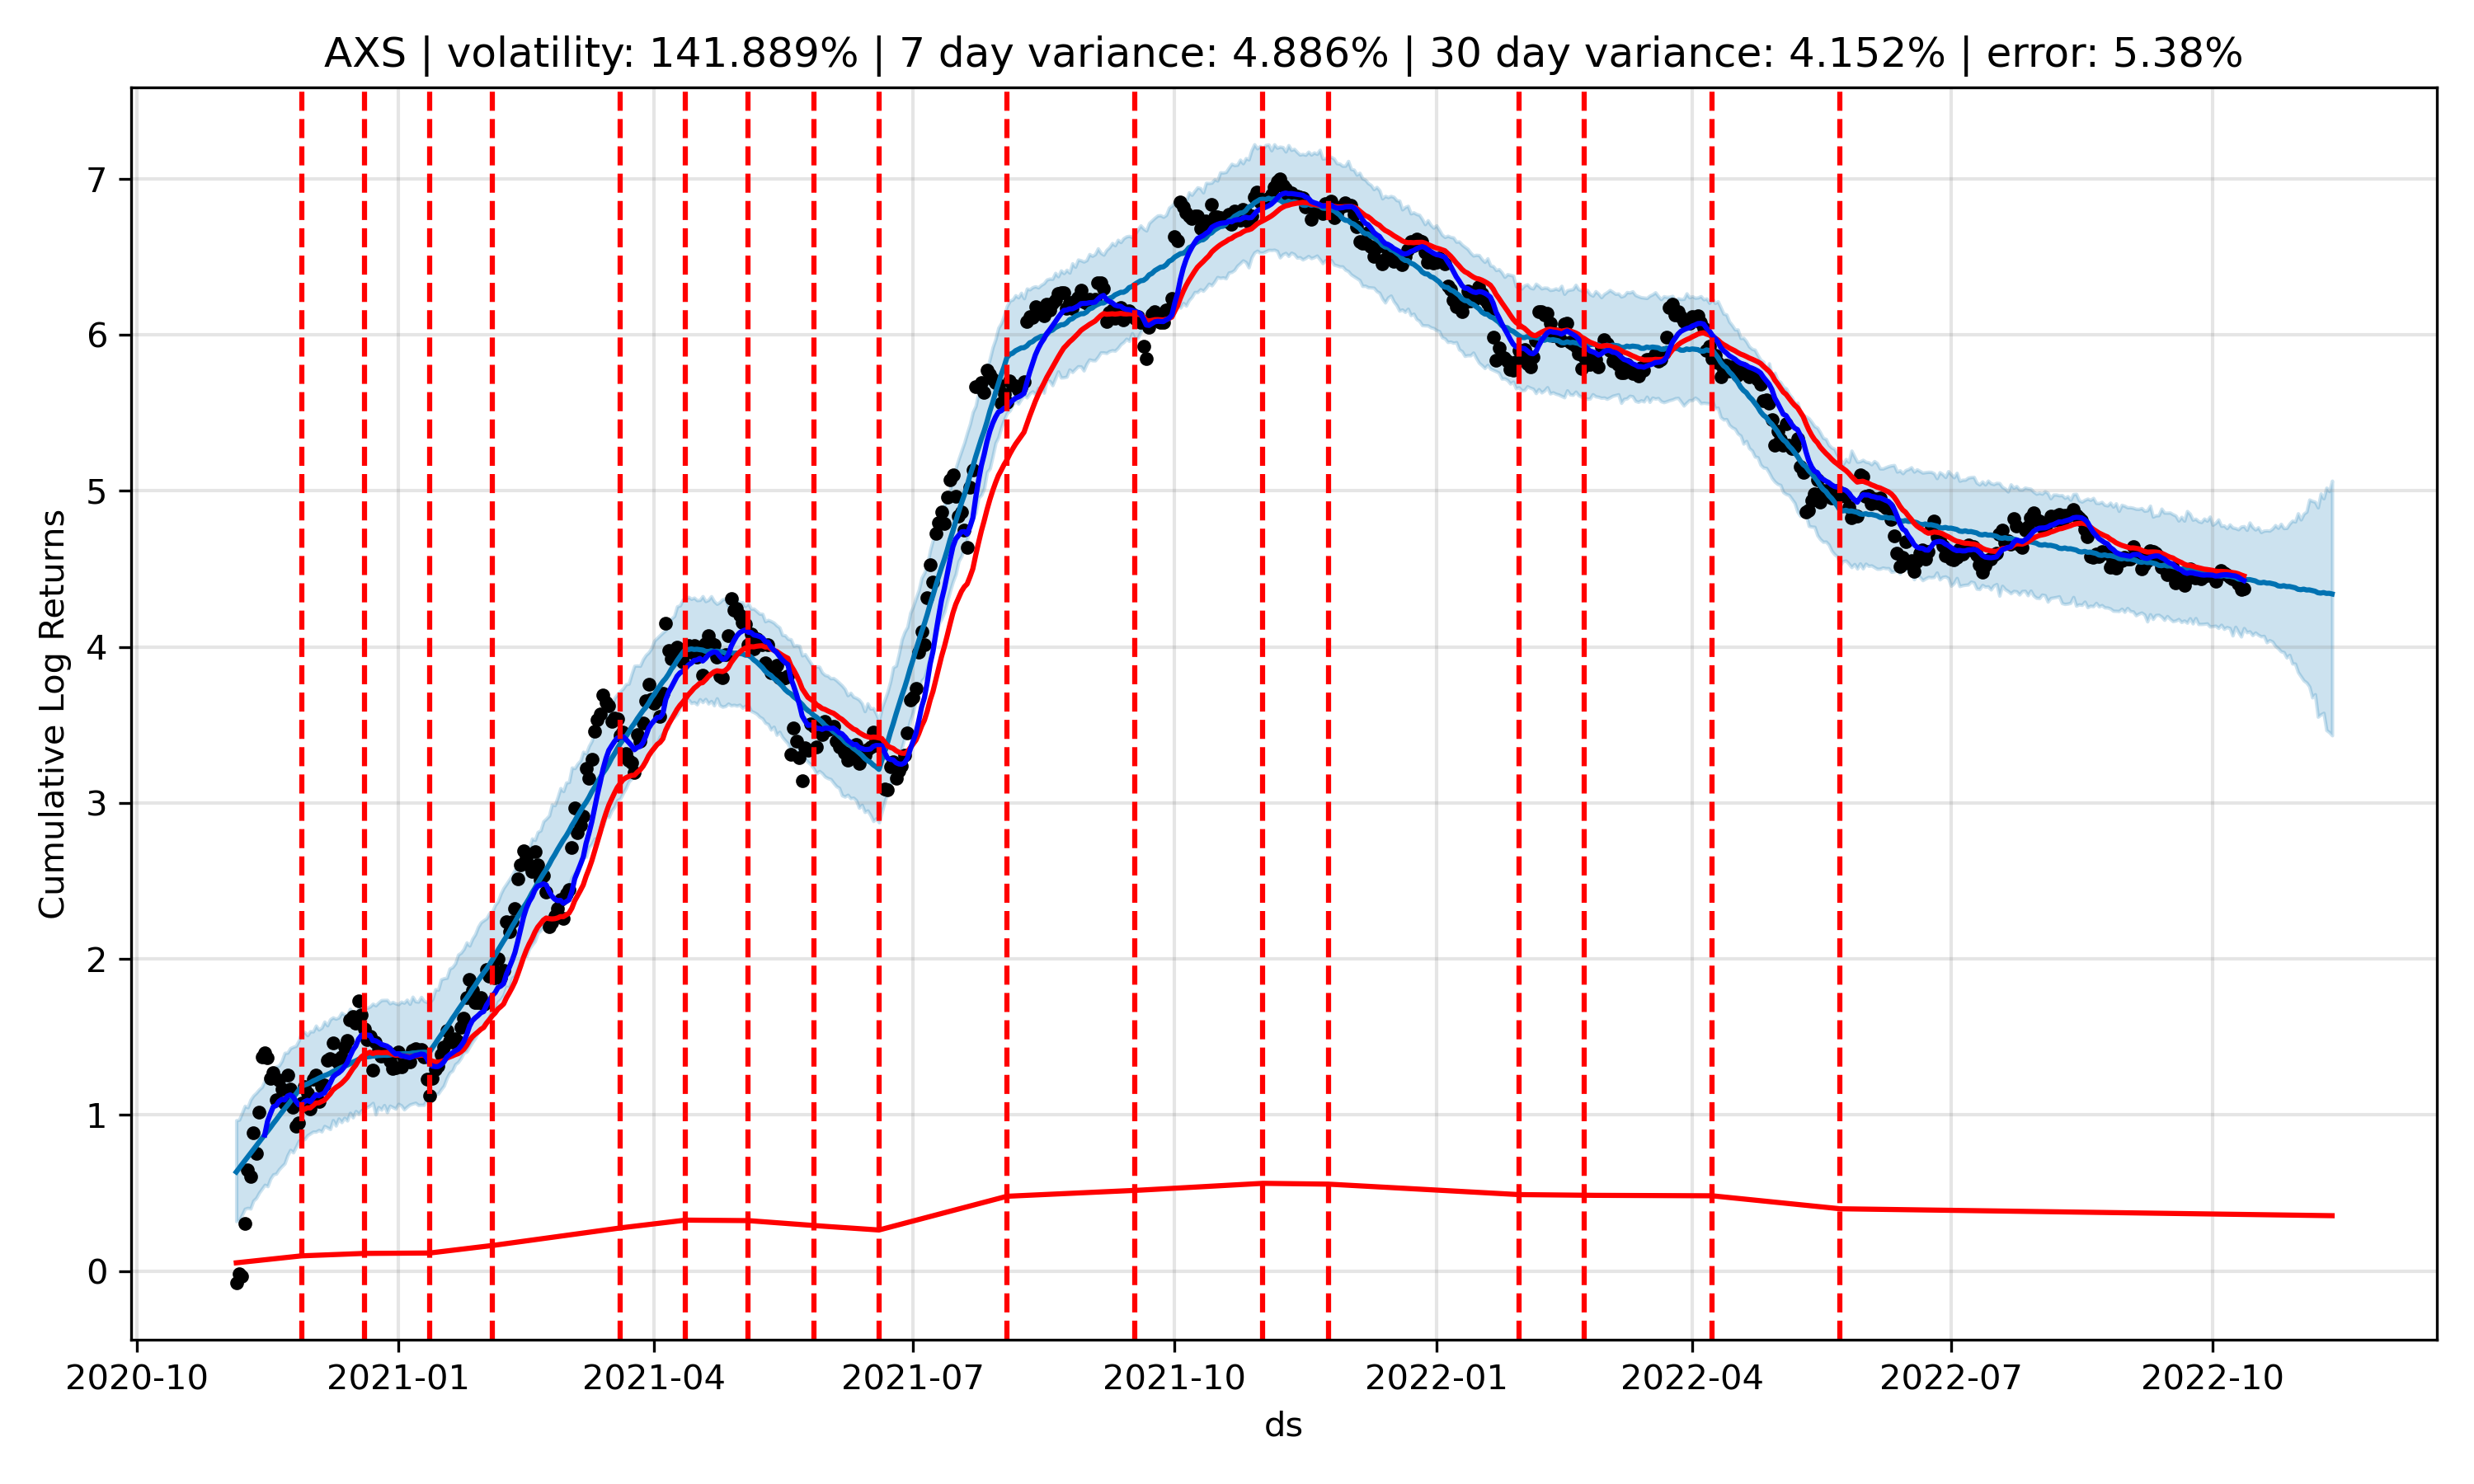 AXS | volatility: 141.889% | 7 day variance: 4.886% | 30 day variance: 4.152% | error: 5.38%
Cumulative Log Returns
7
6
5
4
3
2
1
0
2020-10 2021-01 2021-04 2021-07 2021-10 2022-01 2022-04 2022-07 2022-10
ds